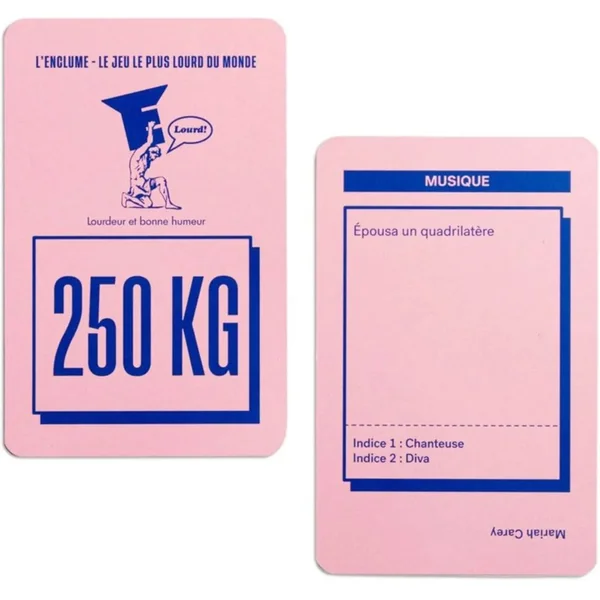 L'ENCLUME - LE JEU LE PLUS LOURD DU MONDE
E
Lourd!
Lourdeur et bonne humeur
250 KG
MUSIQUE
Épousa un quadrilatère
Indice 1 : Chanteuse
Indice 2 : Diva
Mariah Carey